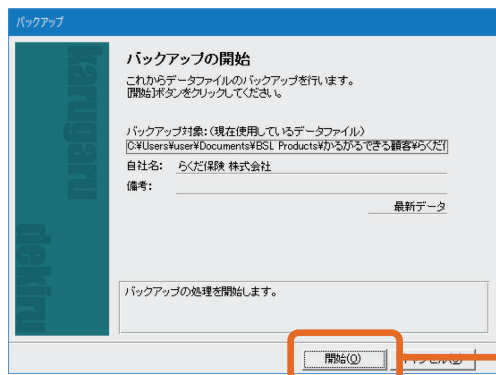 バックアップ
karugaru
dekiru
バックアップの開始
これからデータファイルのバックアップを行います。
[開始]ボタンをクリックしてください。
バックアップ対象:(現在使用しているデータファイル)
C:¥Users¥user¥Documents¥BSL Products¥かるがるできる顧客¥らくだ
自社名: らくだ保険 株式会社
備考:
最新データ
バックアップの処理を開始します。
開始(O)